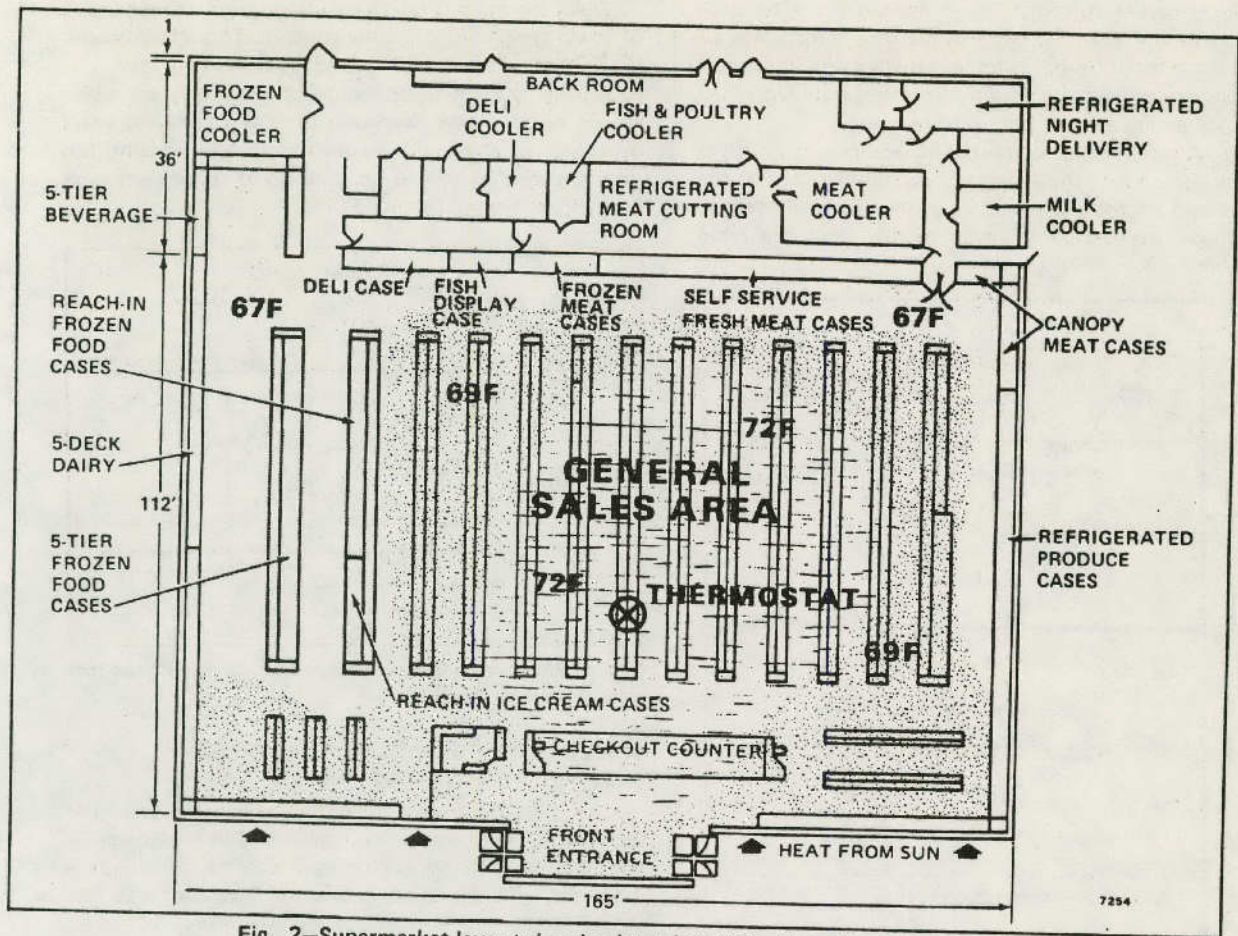 1
36'
112'
165'
FROZEN
FOOD
COOLER
BACK ROOM
DELI
COOLER
FISH & POULTRY
COOLER
REFRIGERATED
NIGHT
DELIVERY
5-TIER
BEVERAGE
REFRIGERATED
MEAT CUTTING
ROOM
MEAT
COOLER
MILK
COOLER
REACH-IN
FROZEN
FOOD
CASES
67F
DELI CASE
FISH
DISPLAY
CASE
FROZEN
MEAT
CASES
SELF SERVICE
FRESH MEAT CASES
67F
CANOPY
MEAT CASES
69F
72F
5-DECK
DAIRY
GENERAL
SALES AREA
5-TIER
FROZEN
FOOD
CASES
72F
THERMOSTAT
REFRIGERATED
PRODUCE
CASES
69F
REACH-IN ICE CREAM CASES
CHECKOUT COUNTER
FRONT
ENTRANCE
HEAT FROM SUN
7254
Fig. 2—Supermarket layout